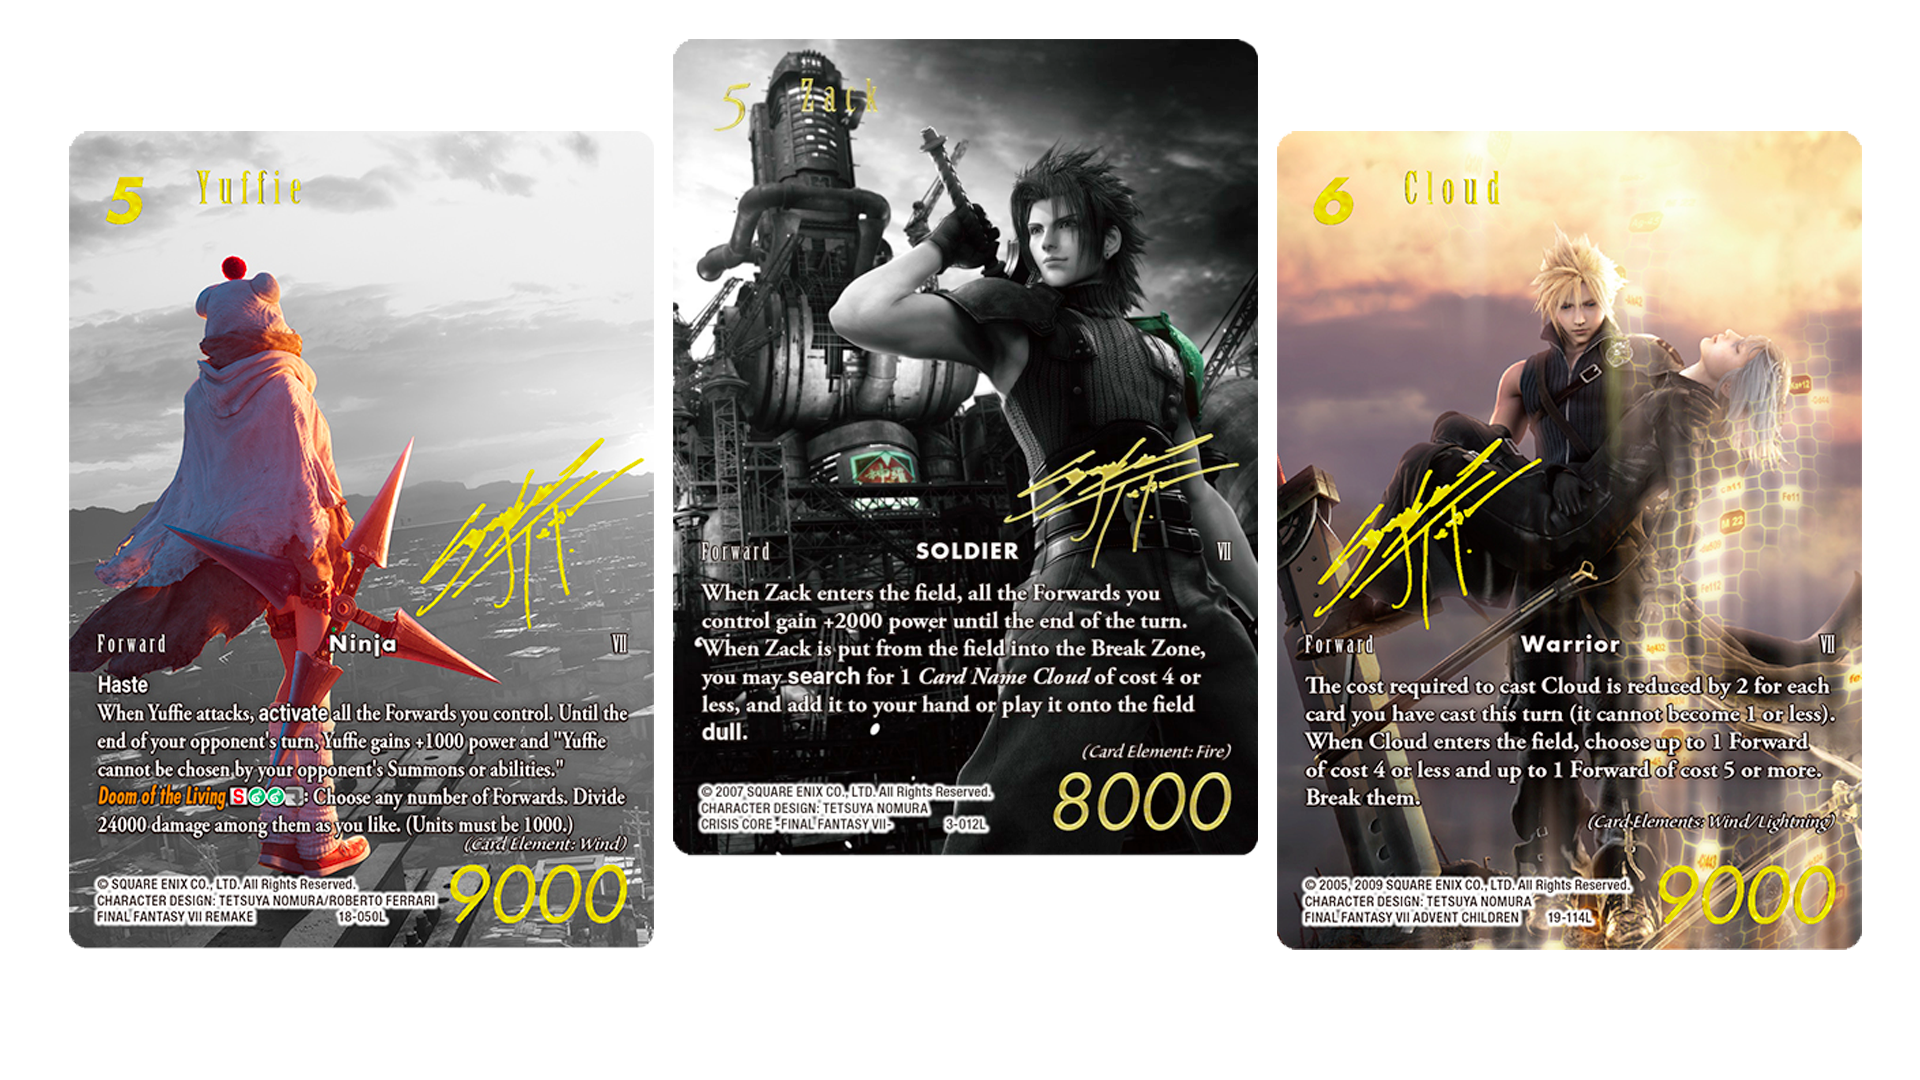 5 Yuffie
Forward Ninja VII
Haste
When Yuffie attacks, activate all the Forwards you control. Until the
end of your opponent's turn, Yuffie gains +1000 power and "Yuffie
cannot be chosen by your opponent's Summons or abilities."
Doom of the Living S : Choose any number of Forwards. Divide
24000 damage among them as you like. (Units must be 1000.)
(Card Element: Wind)
© SQUARE ENIX CO., LTD. All Rights Reserved.
CHARACTER DESIGN: TETSUYA NOMURA/ROBERTO FERRARI
FINAL FANTASY VII REMAKE 18-050L
9000
5 Zack
Forward SOLDIER VII
When Zack enters the field, all the Forwards you
control gain +2000 power until the end of the turn.
When Zack is put from the field into the Break Zone,
you may search for 1 Card Name Cloud of cost 4 or
less, and add it to your hand or play it onto the field
dull.
(Card Element: Fire)
© 2007 SQUARE ENIX CO., LTD. All Rights Reserved.
CHARACTER DESIGN: TETSUYA NOMURA
CRISIS CORE -FINAL FANTASY VII- 3-012L
8000
6 Cloud
Ka+12
ca11
Fe11
M 22
Fe112
Forward Warrior VII
The cost required to cast Cloud is reduced by 2 for each
card you have cast this turn (it cannot become 1 or less).
When Cloud enters the field, choose up to 1 Forward
of cost 4 or less and up to 1 Forward of cost 5 or more.
Break them.
(Card Elements: Wind/Lightning)
© 2005, 2009 SQUARE ENIX CO., LTD. All Rights Reserved.
CHARACTER DESIGN: TETSUYA NOMURA
FINAL FANTASY VII ADVENT CHILDREN 19-114L
9000